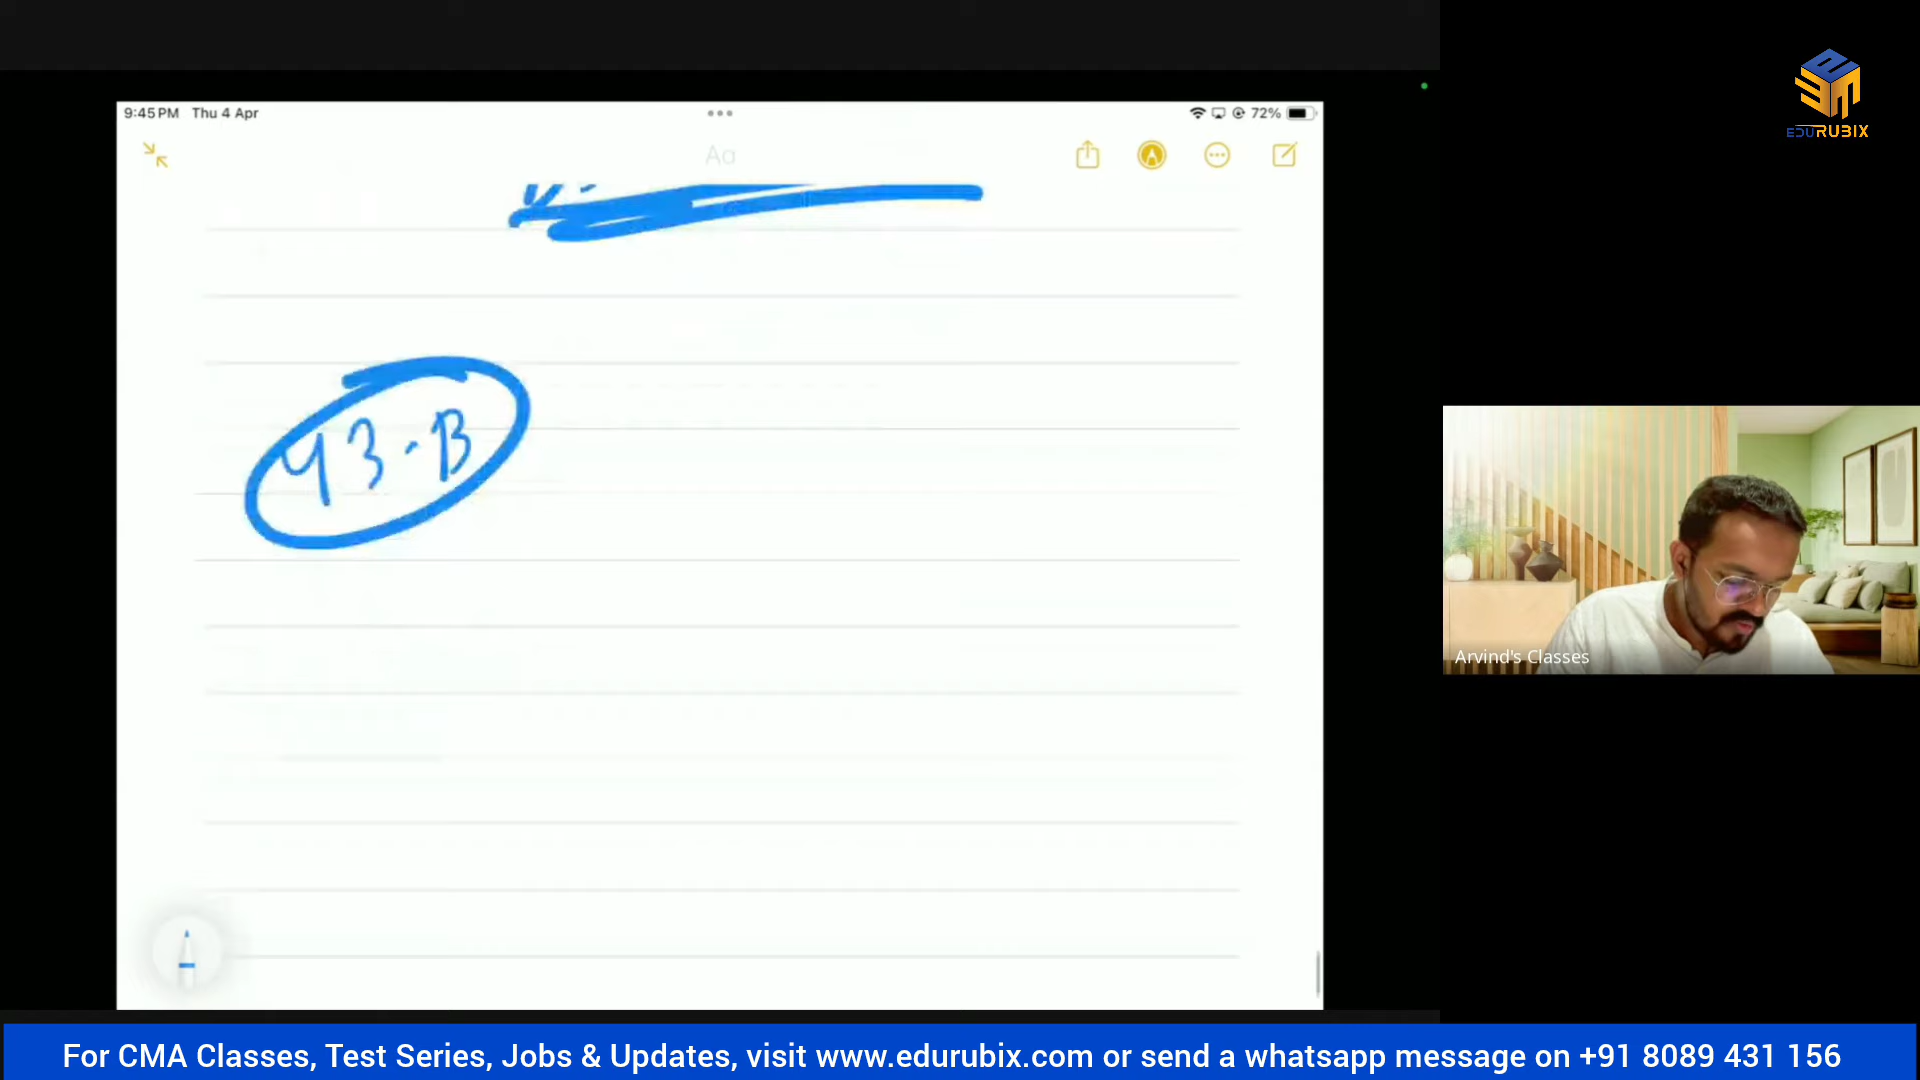 EDURUBIX
9:45 PM Thu 4 Apr
72%
Aa
43-B
Arvind's Classes
For CMA Classes, Test Series, Jobs & Updates, visit www.edurubix.com or send a whatsapp message on +91 8089 431 156